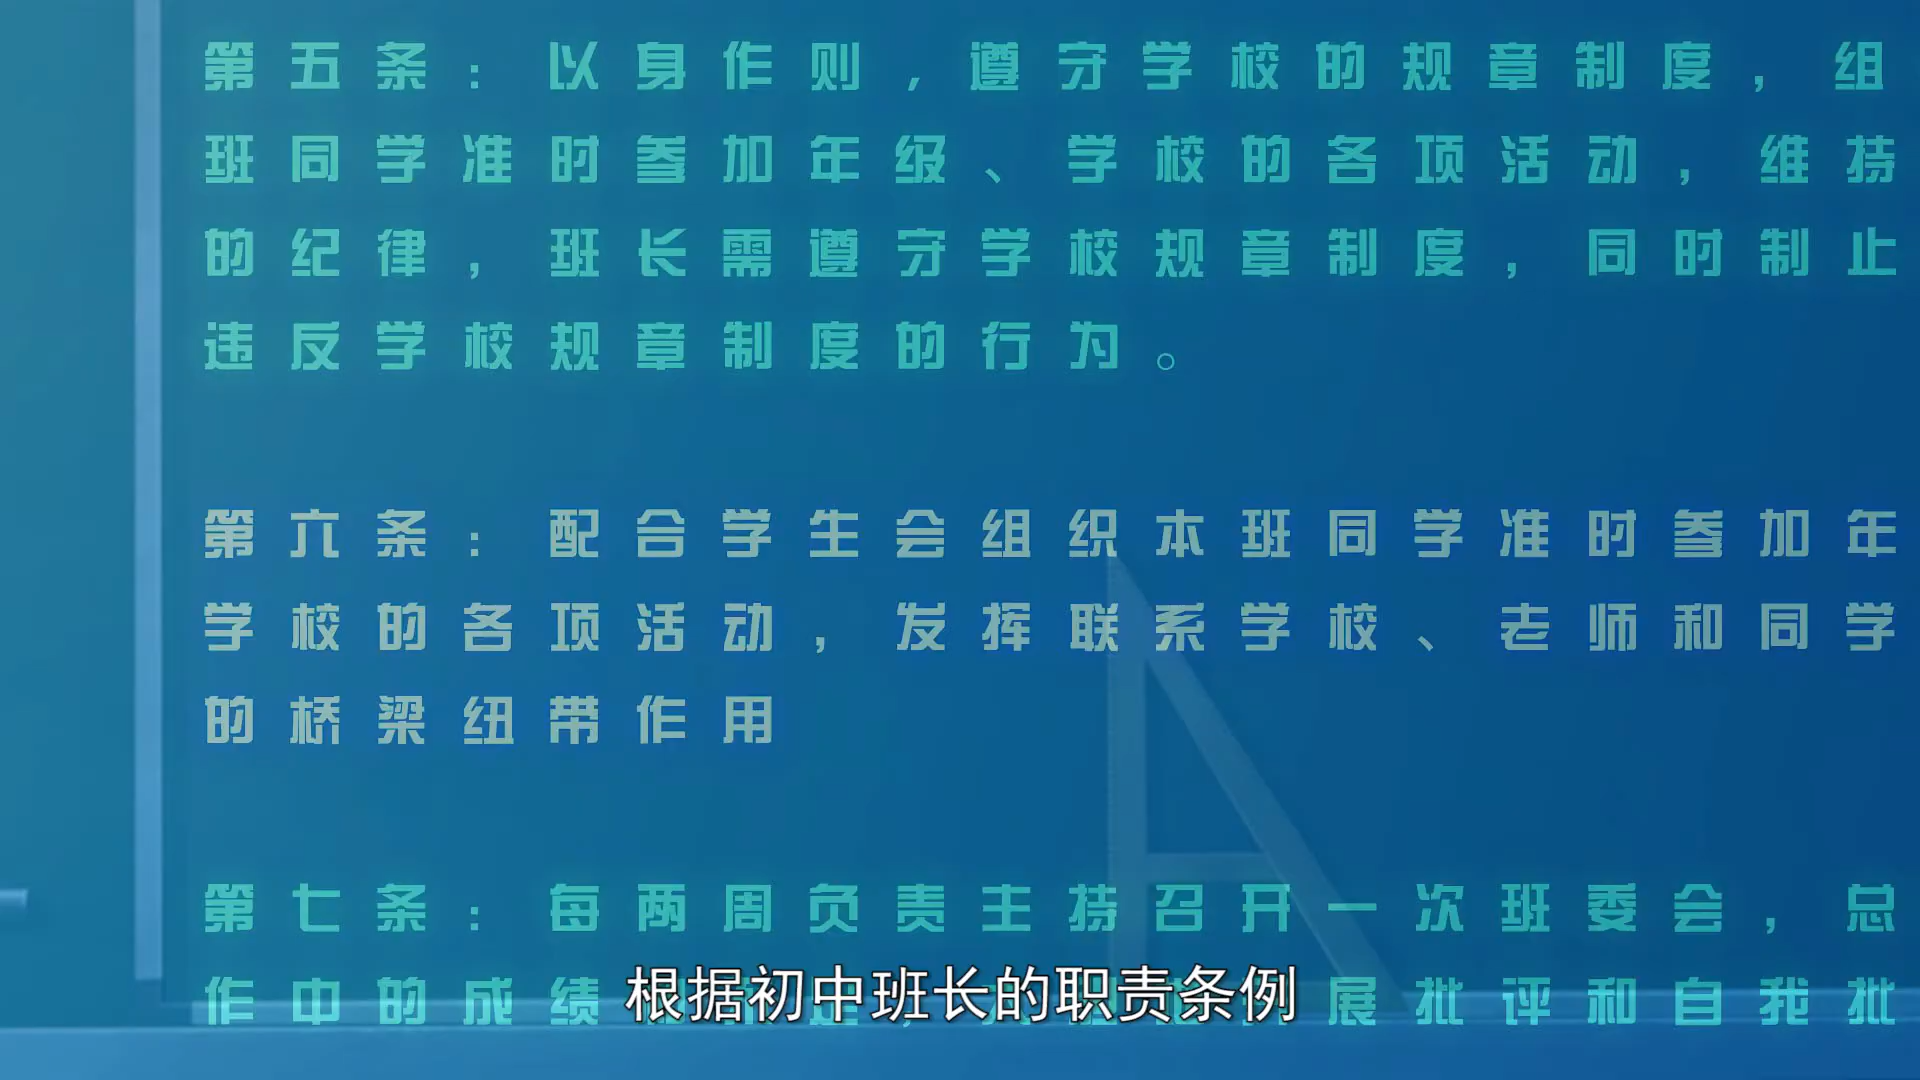 第五条：以身作则，遵守学校的规章制度，组
班同学准时参加年级、学校的各项活动，维持
的纪律，班长需遵守学校规章制度，同时制止
违反学校规章制度的行为。
第六条：配合学生会组织本班同学准时参加年
学校的各项活动，发挥联系学校、老师和同学
的桥梁纽带作用
第七条：每两周负责主持召开一次班委会，总
作中的成绩 展批评和自我批
根据初中班长的职责条例